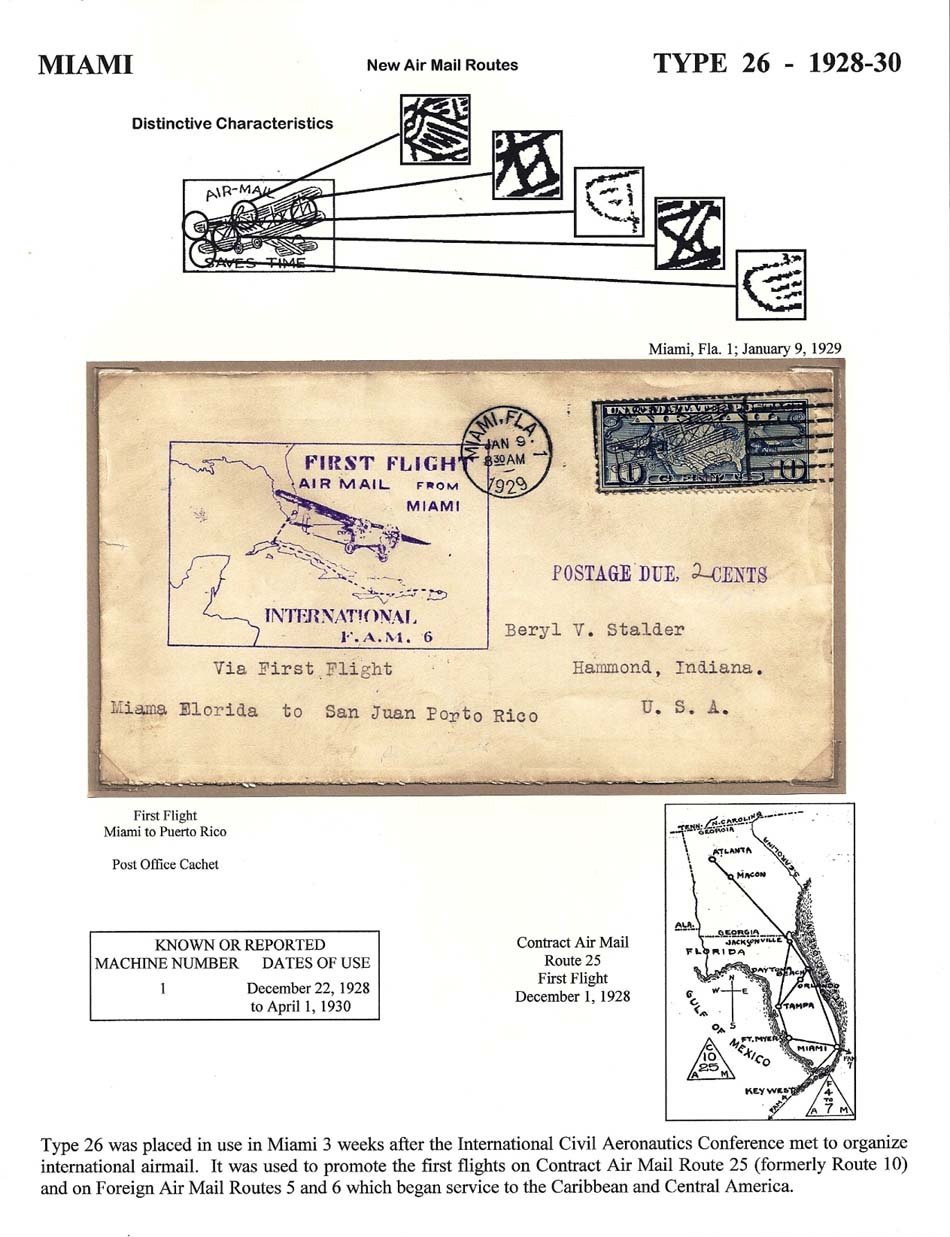 MIAMI
New Air Mail Routes
TYPE 26 - 1928-30
Distinctive Characteristics
AIR-MAIL
SAVES TIME
Miami, Fla. 1; January 9, 1929
MIAMI, FLA. 1
JAN 9
8 30 AM
1929
FIRST FLIGHT
AIR MAIL FROM
MIAMI
INTERNATIONAL
F.A.M. 6
POSTAGE DUE, 2 CENTS
Beryl V. Stalder
Hammond, Indiana.
U. S. A.
Via First Flight
Miama Florida to San Juan Porto Rico
First Flight
Miami to Puerto Rico
Post Office Cachet
KNOWN OR REPORTED
MACHINE NUMBER DATES OF USE
1 December 22, 1928
to April 1, 1930
Contract Air Mail
Route 25
First Flight
December 1, 1928
TENN. N. CAROLINA
GEORGIA
S. CAROLINA
ATLANTA
MACON
ALA.
GEORGIA
JACKSONVILLE
FLORIDA
DAYTONA BEACH
ORLANDO
N
W E
S
TAMPA
GULF OF MEXICO
FT. MYER
MIAMI
C
10
25
A M
KEY WEST
F
4
TO
7
A M
Type 26 was placed in use in Miami 3 weeks after the International Civil Aeronautics Conference met to organize
international airmail. It was used to promote the first flights on Contract Air Mail Route 25 (formerly Route 10)
and on Foreign Air Mail Routes 5 and 6 which began service to the Caribbean and Central America.